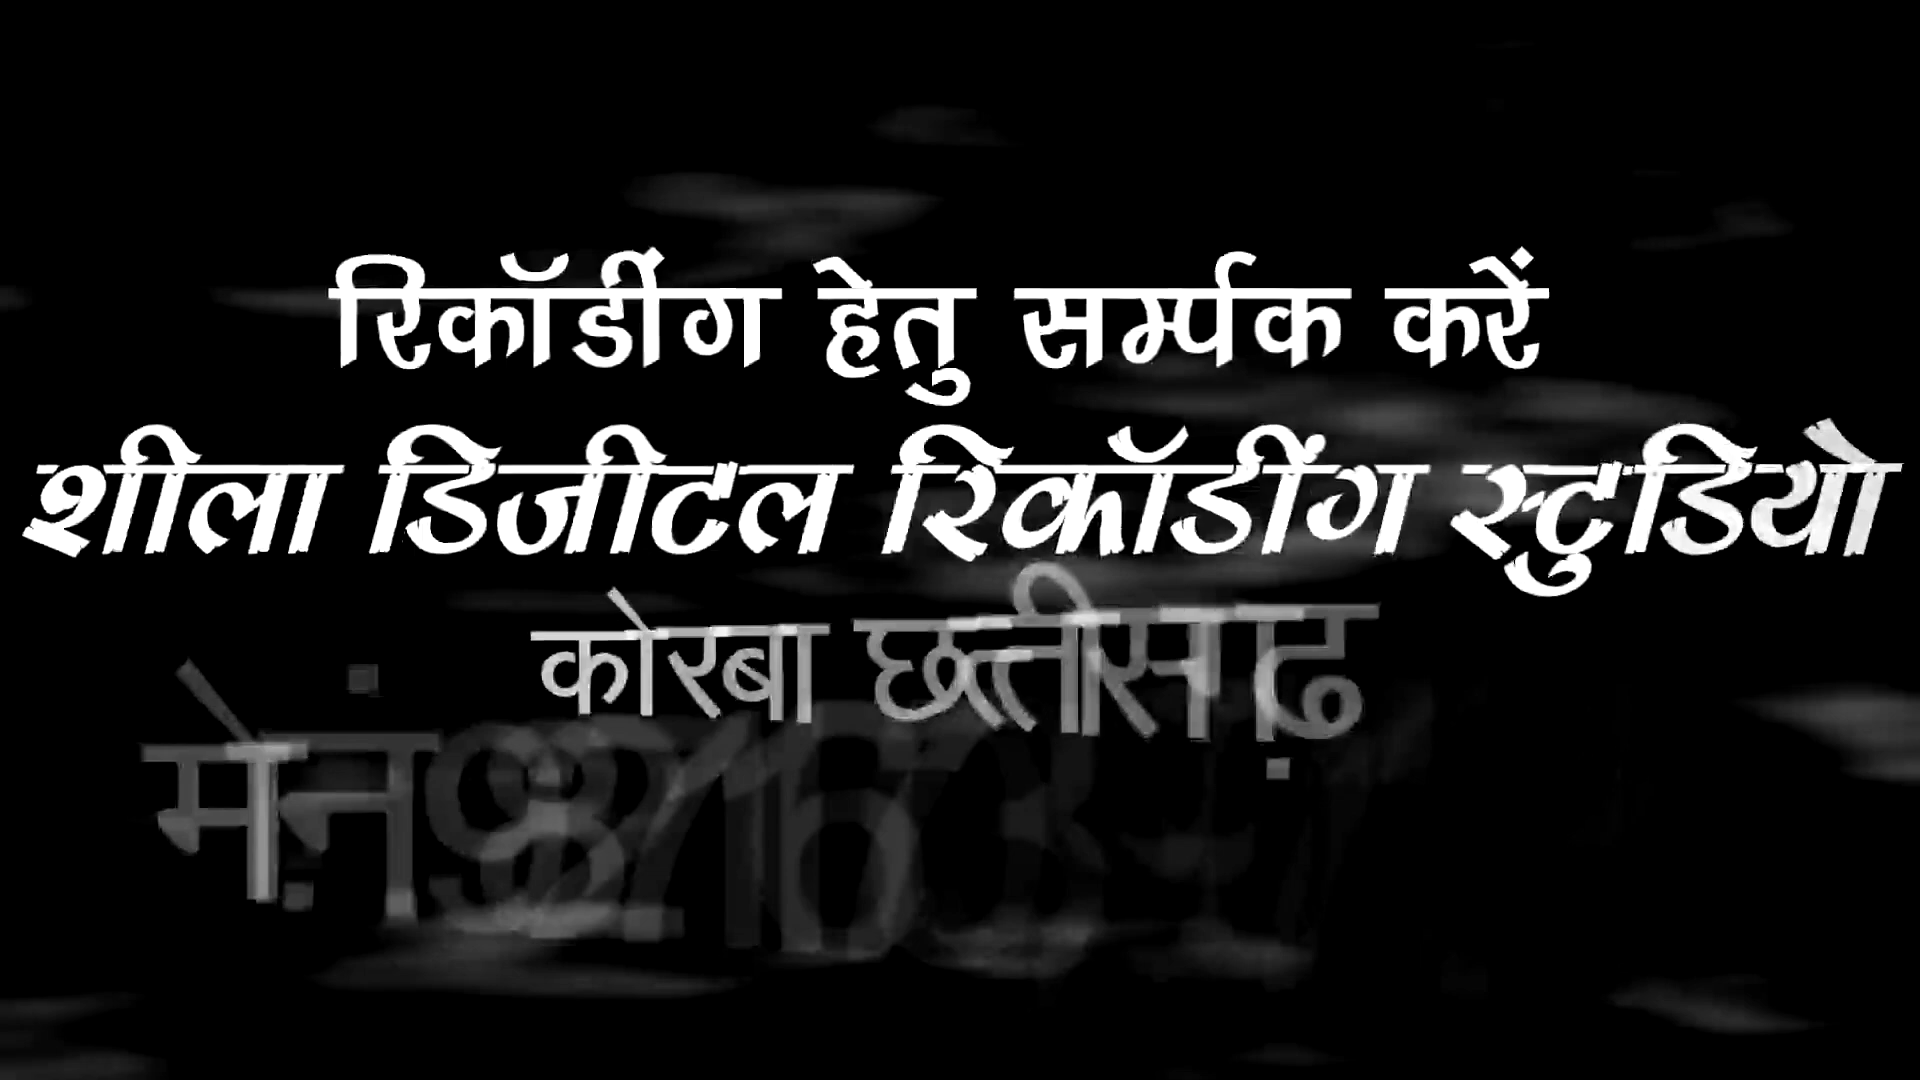 रिकॉर्डीग हेतु सर्म्पक करें
शीला डिजीटल रिकॉडींग स्टुडियो
कोरबा छत्तीसगढ़
मो.नं.